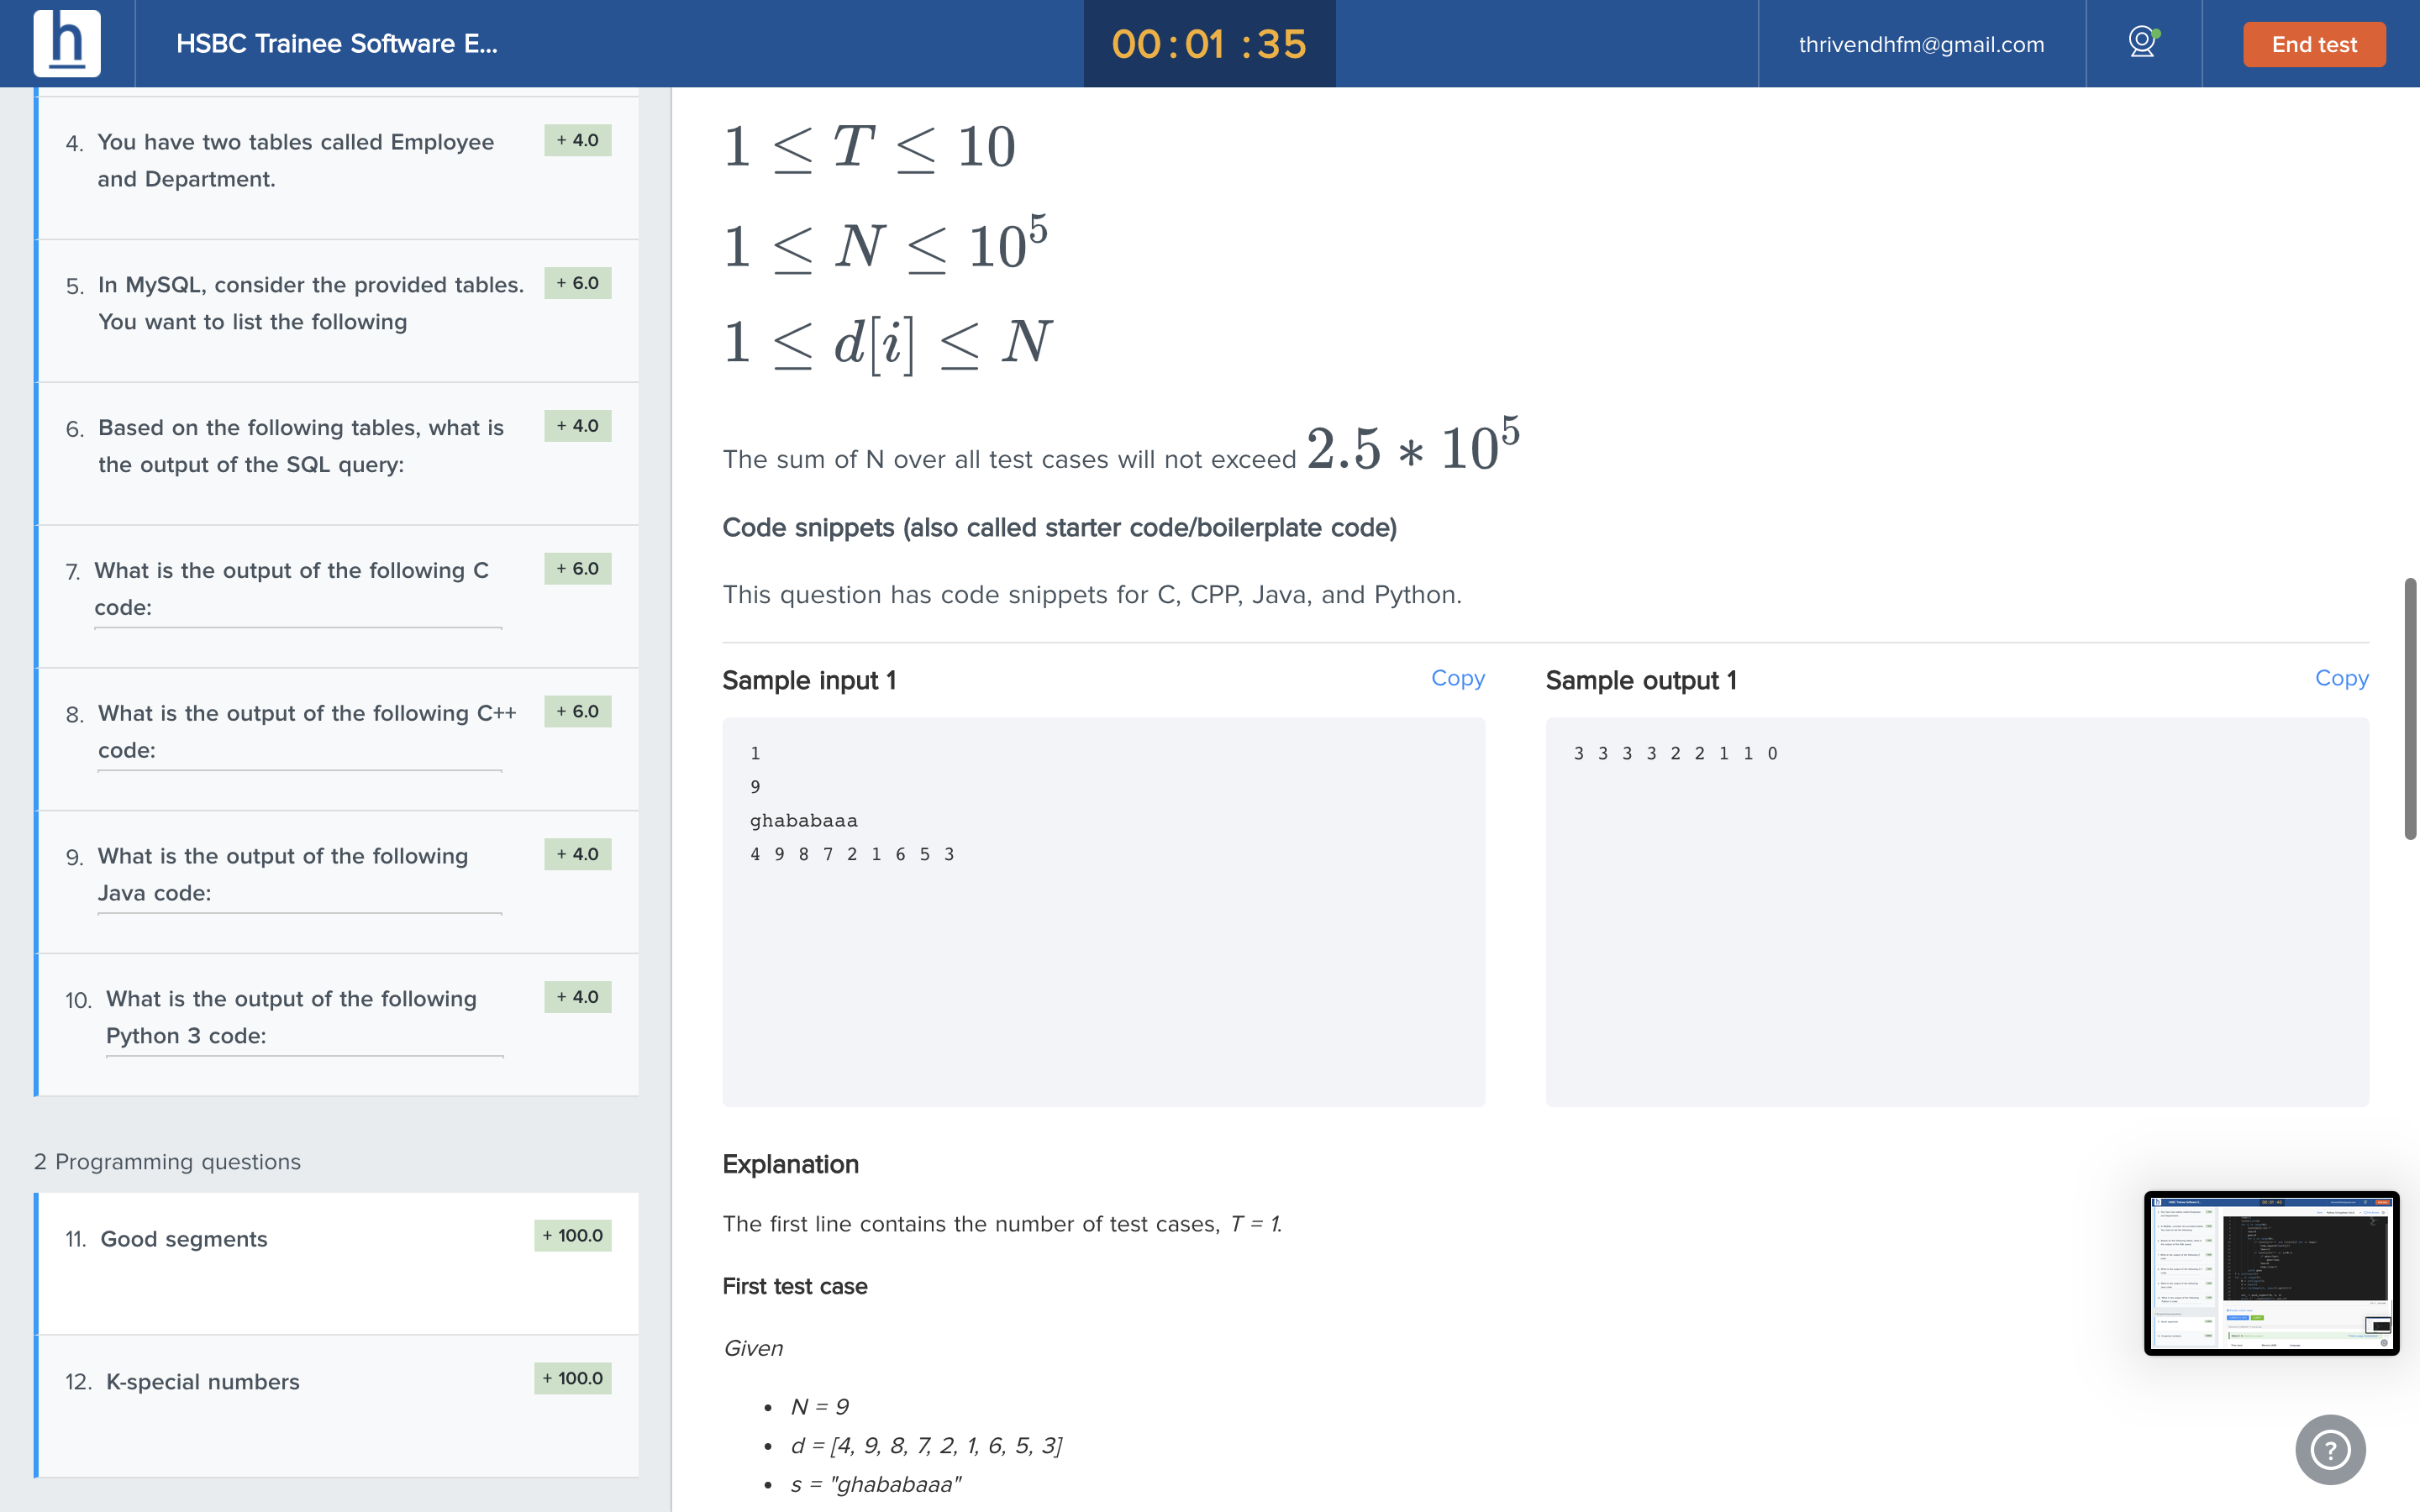 h
HSBC Trainee Software E...
00:01:35
thrivendhfm@gmail.com
End test
4. You have two tables called Employee
and Department.
+ 4.0
5. In MySQL, consider the provided tables.
You want to list the following
+ 6.0
6. Based on the following tables, what is
the output of the SQL query:
+ 4.0
7. What is the output of the following C
code:
+ 6.0
8. What is the output of the following C++
code:
+ 6.0
9. What is the output of the following
Java code:
+ 4.0
10. What is the output of the following
Python 3 code:
+ 4.0
2 Programming questions
11. Good segments
+ 100.0
12. K-special numbers
+ 100.0
1 ≤ T ≤ 10
1 ≤ N ≤ 10⁵
1 ≤ d[i] ≤ N
The sum of N over all test cases will not exceed 2.5 * 10⁵
Code snippets (also called starter code/boilerplate code)
This question has code snippets for C, CPP, Java, and Python.
Sample input 1
Copy
1
9
ghababaaa
4 9 8 7 2 1 6 5 3
Sample output 1
Copy
3 3 3 3 2 2 1 1 0
Explanation
The first line contains the number of test cases, T = 1.
First test case
Given
• N = 9
• d = [4, 9, 8, 7, 2, 1, 6, 5, 3]
• s = "ghababaaa"
?